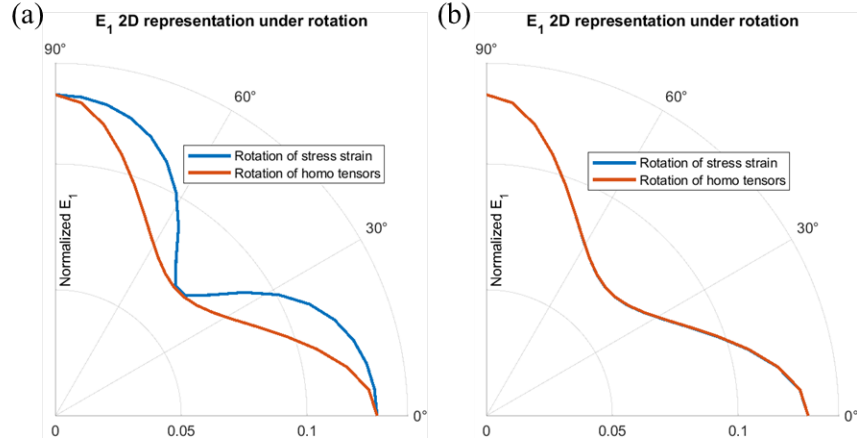 (a)
E1 2D representation under rotation
90°
60°
30°
0°
Rotation of stress strain
Rotation of homo tensors
Normalized E1
0
0.05
0.1
(b)
E1 2D representation under rotation
90°
60°
30°
0°
Rotation of stress strain
Rotation of homo tensors
Normalized E1
0
0.05
0.1